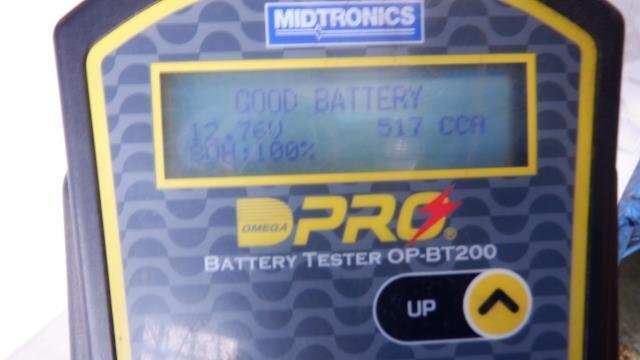 MIDTRONICS
GOOD BATTERY
12.76V 517 CCA
SOH:100%
OMEGA
DPRO®
BATTERY TESTER OP-BT200
UP